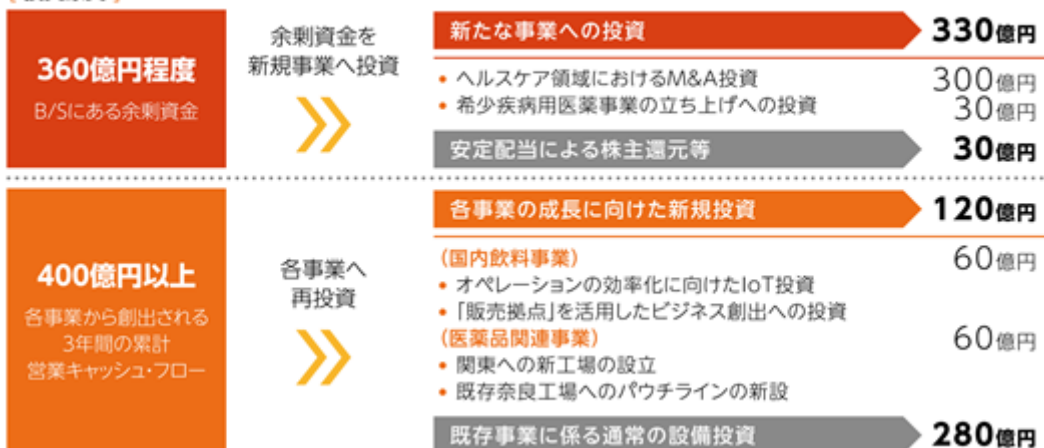 360億円程度
B/Sにある余剰資金
余剰資金を
新規事業へ投資
新たな事業への投資 330億円
• ヘルスケア領域におけるM&A投資 300億円
• 希少疾病用医薬事業の立ち上げへの投資 30億円
安定配当による株主還元等 30億円
400億円以上
各事業から創出される
3年間の累計
営業キャッシュ・フロー
各事業へ
再投資
各事業の成長に向けた新規投資 120億円
(国内飲料事業) 60億円
• オペレーションの効率化に向けたIoT投資
• 「販売拠点」を活用したビジネス創出への投資
(医薬品関連事業) 60億円
• 関東への新工場の設立
• 既存奈良工場へのパウチラインの新設
既存事業に係る通常の設備投資 280億円